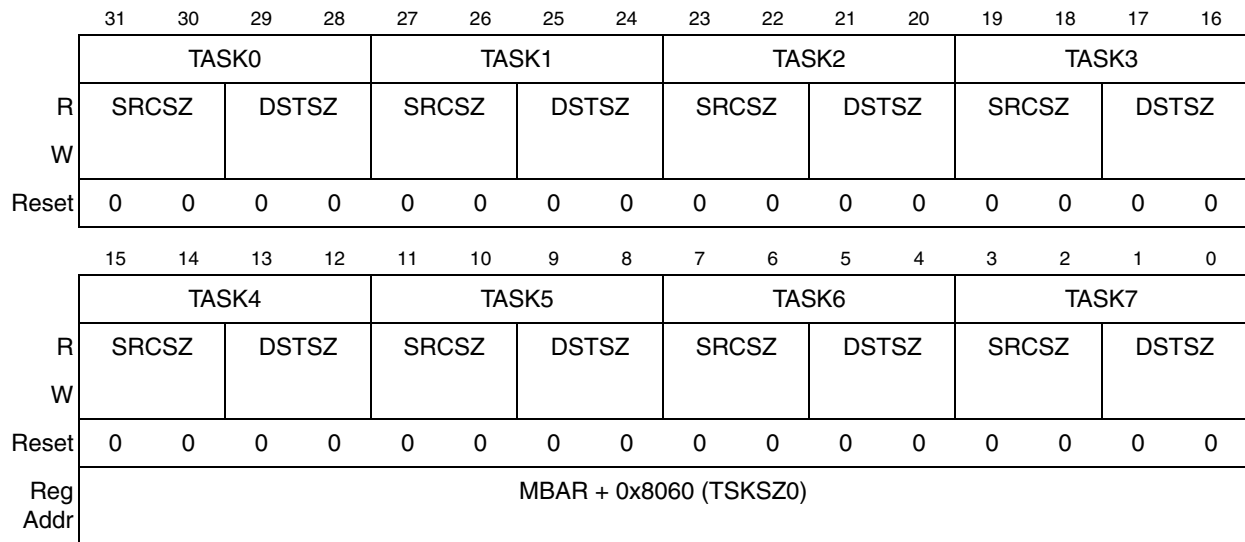 31 30 29 28 27 26 25 24 23 22 21 20 19 18 17 16
TASK0 TASK1 TASK2 TASK3
R SRCSZ DSTSZ SRCSZ DSTSZ SRCSZ DSTSZ SRCSZ DSTSZ
W
Reset 0 0 0 0 0 0 0 0 0 0 0 0 0 0 0 0
15 14 13 12 11 10 9 8 7 6 5 4 3 2 1 0
TASK4 TASK5 TASK6 TASK7
R SRCSZ DSTSZ SRCSZ DSTSZ SRCSZ DSTSZ SRCSZ DSTSZ
W
Reset 0 0 0 0 0 0 0 0 0 0 0 0 0 0 0 0
Reg MBAR + 0x8060 (TSKSZ0)
Addr